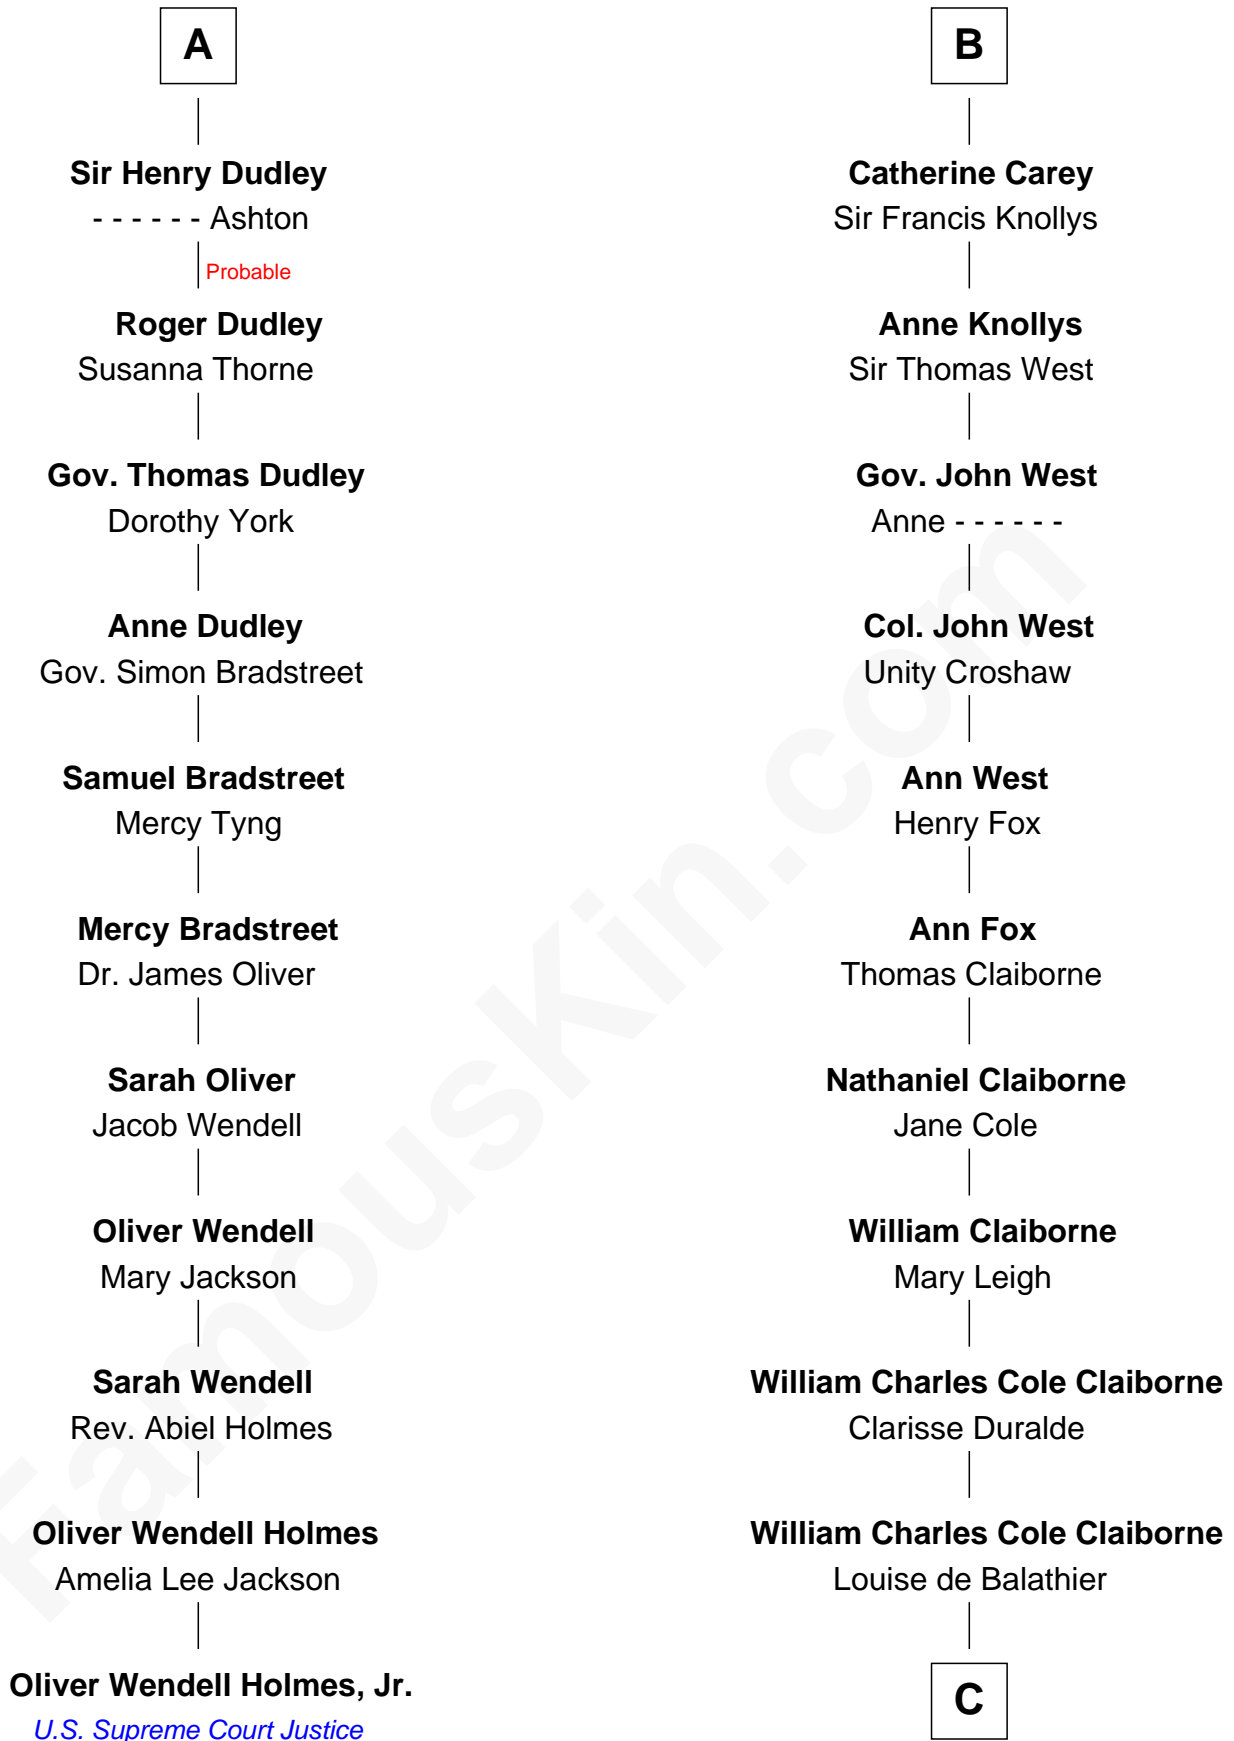 A
Sir Henry Dudley
- - - - - - Ashton
Probable
Roger Dudley
Susanna Thorne
Gov. Thomas Dudley
Dorothy York
Anne Dudley
Gov. Simon Bradstreet
Samuel Bradstreet
Mercy Tyng
Mercy Bradstreet
Dr. James Oliver
Sarah Oliver
Jacob Wendell
Oliver Wendell
Mary Jackson
Sarah Wendell
Rev. Abiel Holmes
Oliver Wendell Holmes
Amelia Lee Jackson
Oliver Wendell Holmes, Jr.
U.S. Supreme Court Justice
B
Catherine Carey
Sir Francis Knollys
Anne Knollys
Sir Thomas West
Gov. John West
Anne - - - - - -
Col. John West
Unity Croshaw
Ann West
Henry Fox
Ann Fox
Thomas Claiborne
Nathaniel Claiborne
Jane Cole
William Claiborne
Mary Leigh
William Charles Cole Claiborne
Clarisse Duralde
William Charles Cole Claiborne
Louise de Balathier
C
FamousKin.com